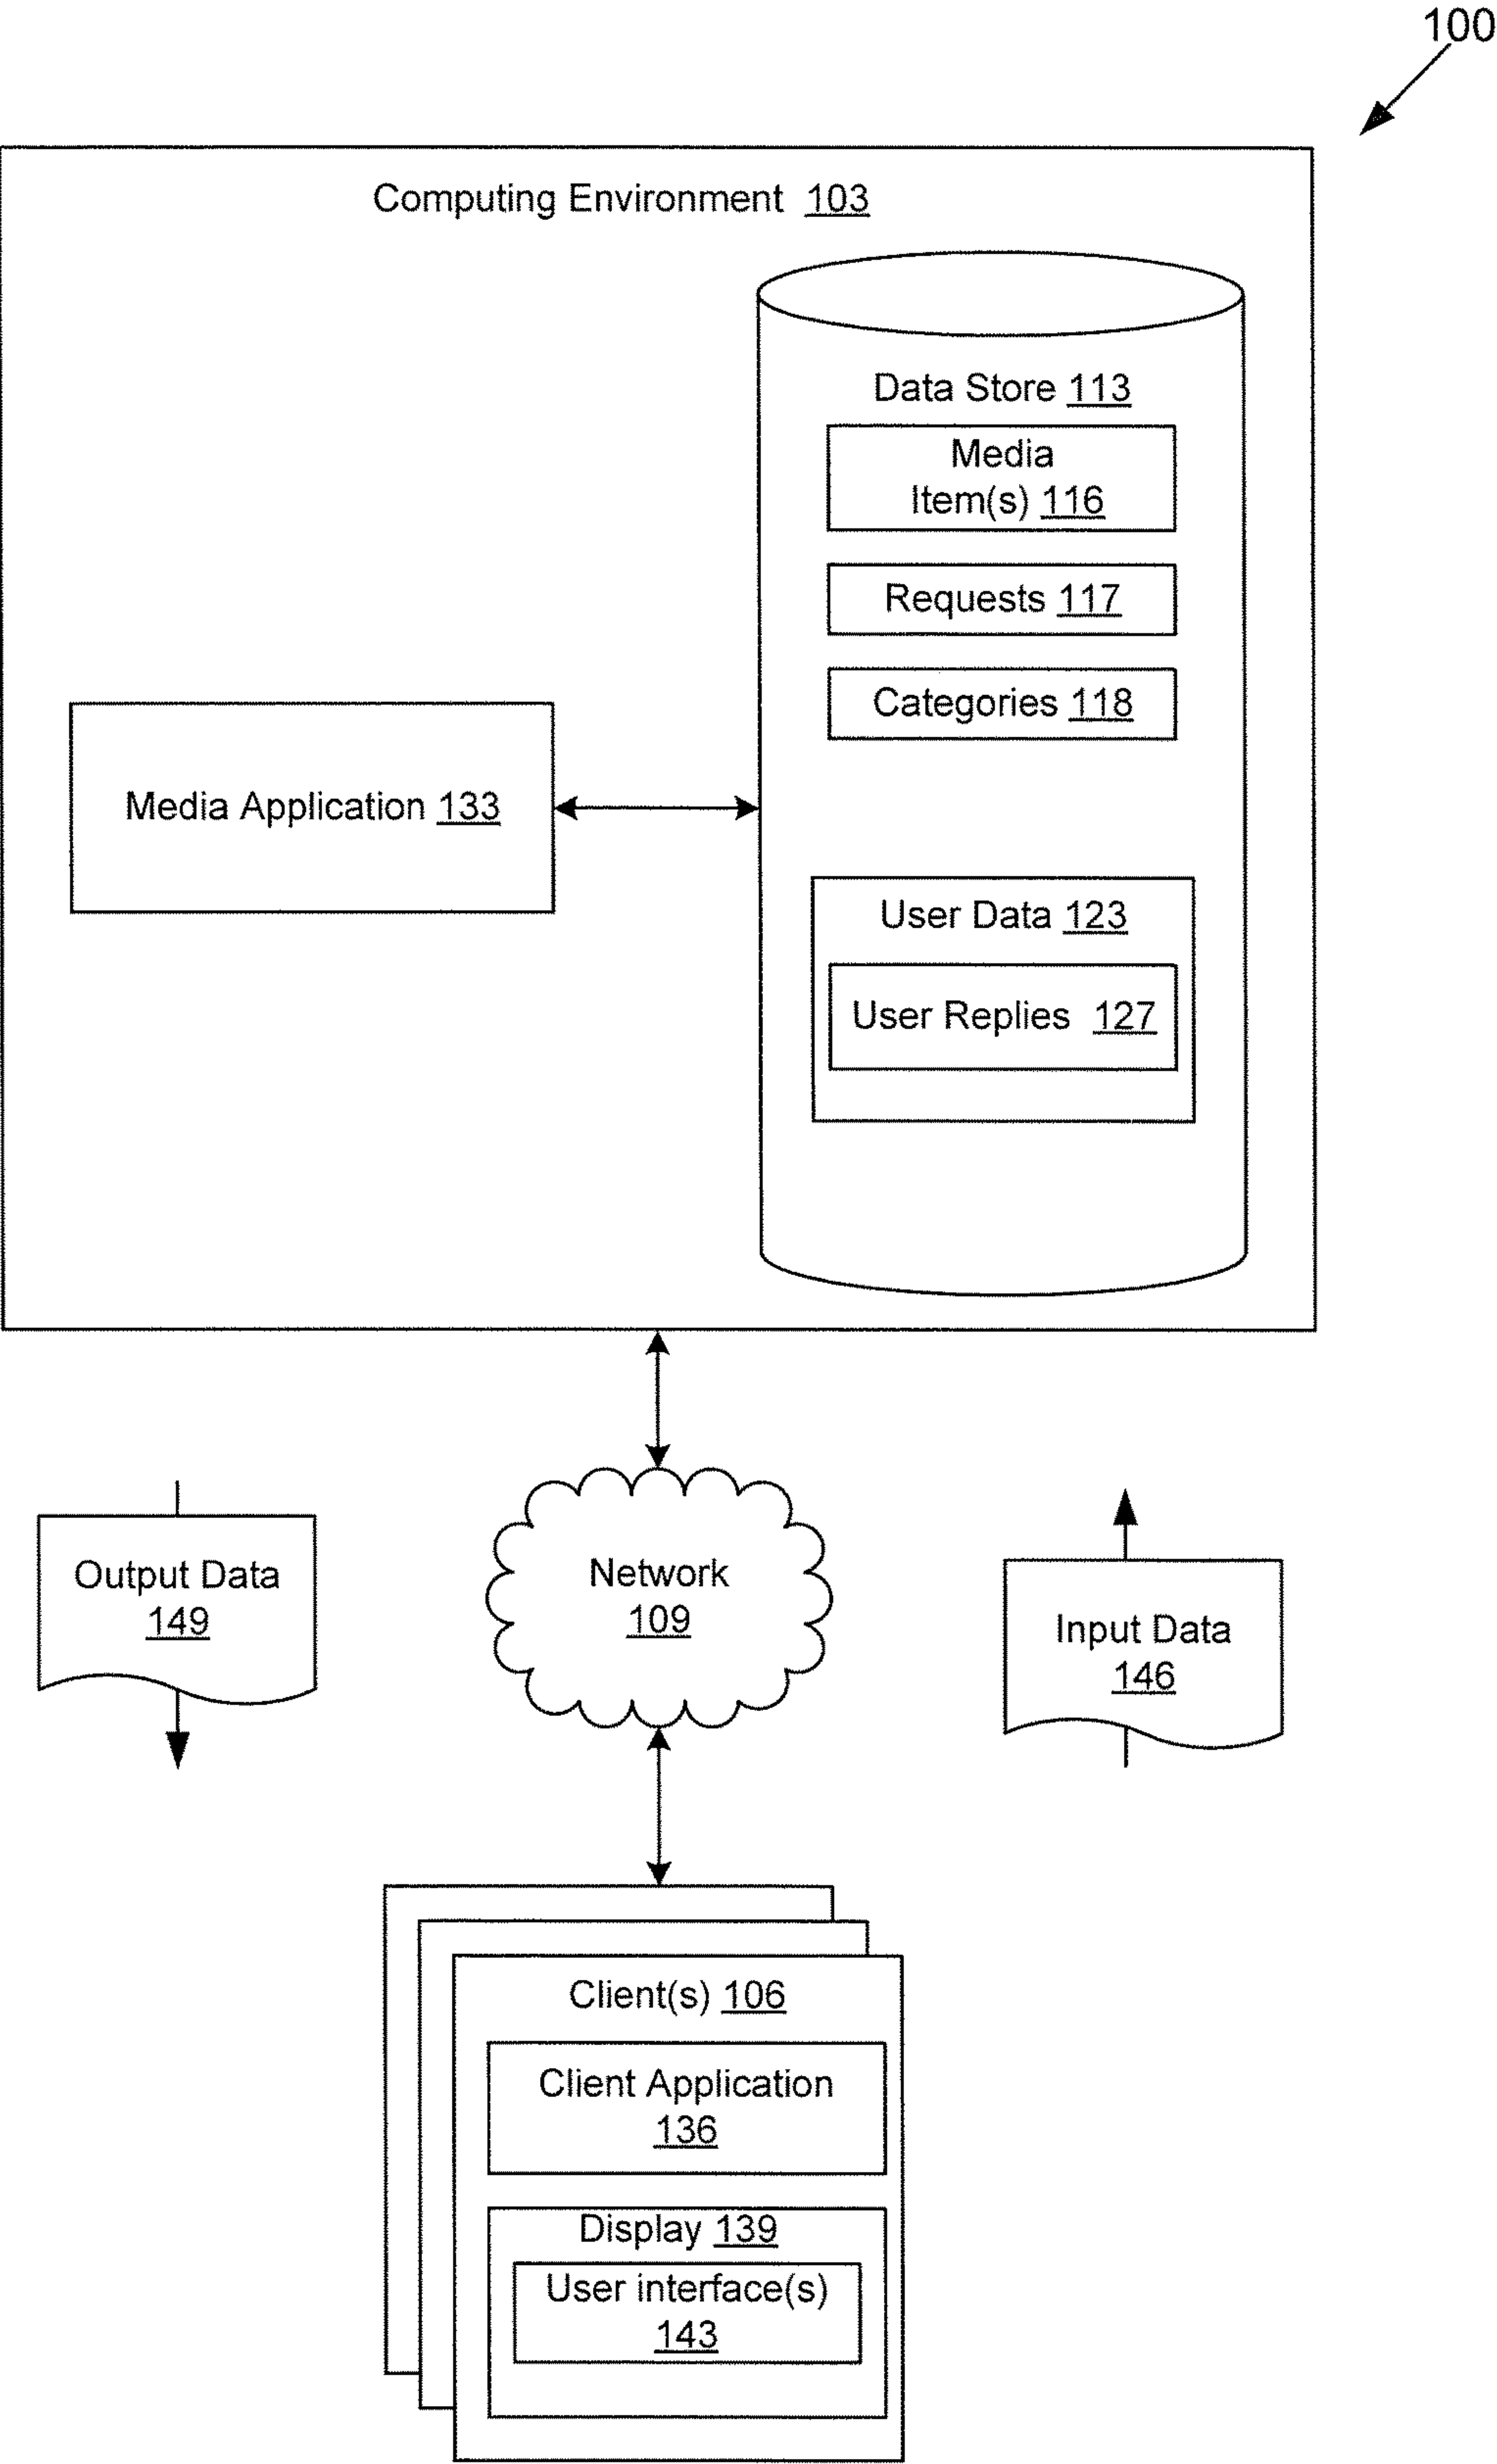 100
Computing Environment 103
Data Store 113
Media
Item(s) 116
Requests 117
Categories 118
Media Application 133
User Data 123
User Replies 127
Output Data
149
Network
109
Input Data
146
Client(s) 106
Client Application
136
Display 139
User interface(s)
143